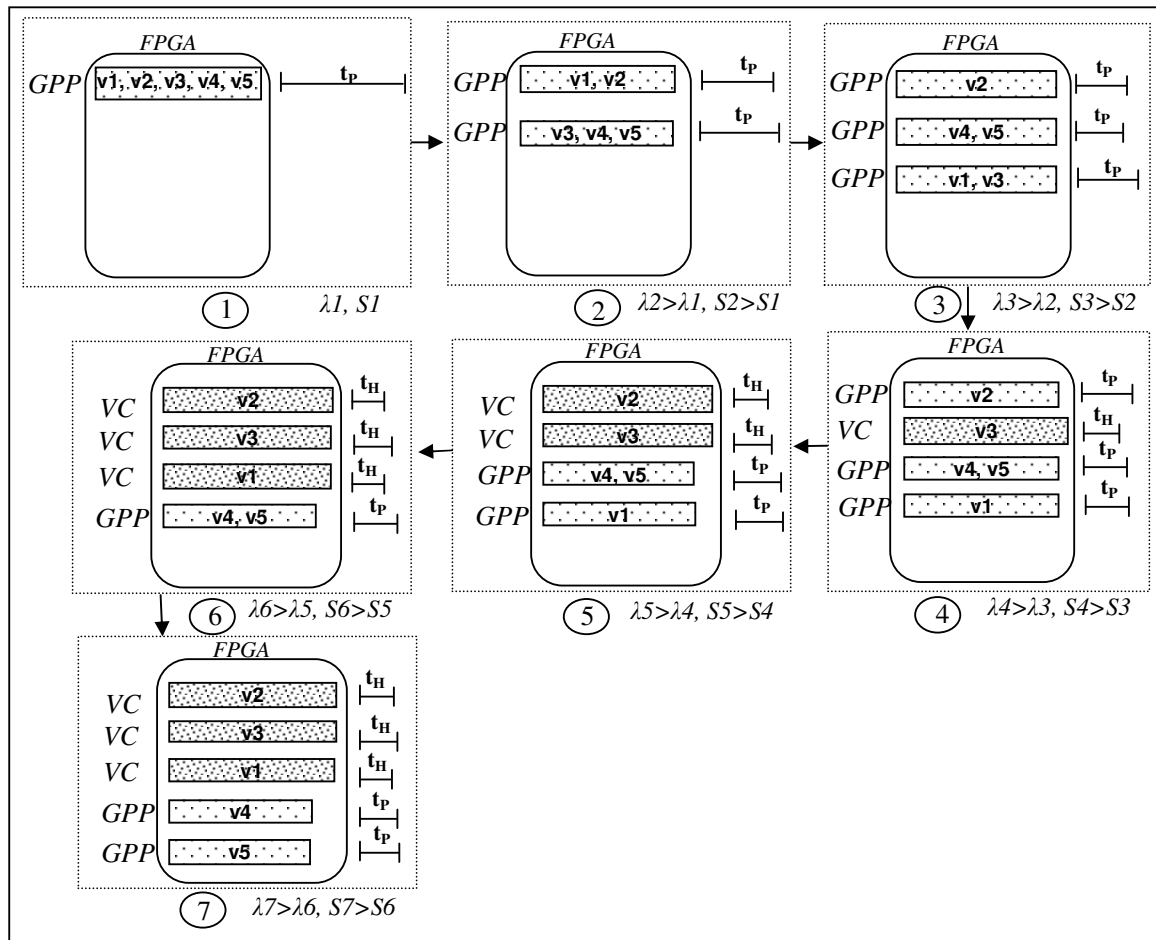 FPGA
GPP v1, v2, v3, v4, v5 tP
1 λ1, S1
FPGA
GPP v1, v2 tP
GPP v3, v4, v5 tP
2 λ2>λ1, S2>S1
FPGA
GPP v2 tP
GPP v4, v5 tP
GPP v1, v3 tP
3 λ3>λ2, S3>S2
FPGA
GPP v2 tP
VC v3 tH
GPP v4, v5 tP
GPP v1 tP
4 λ4>λ3, S4>S3
FPGA
VC v2 tH
VC v3 tH
GPP v4, v5 tP
GPP v1 tP
5 λ5>λ4, S5>S4
FPGA
VC v2 tH
VC v3 tH
VC v1 tH
GPP v4, v5 tP
6 λ6>λ5, S6>S5
FPGA
VC v2 tH
VC v3 tH
VC v1 tH
GPP v4 tP
GPP v5 tP
7 λ7>λ6, S7>S6